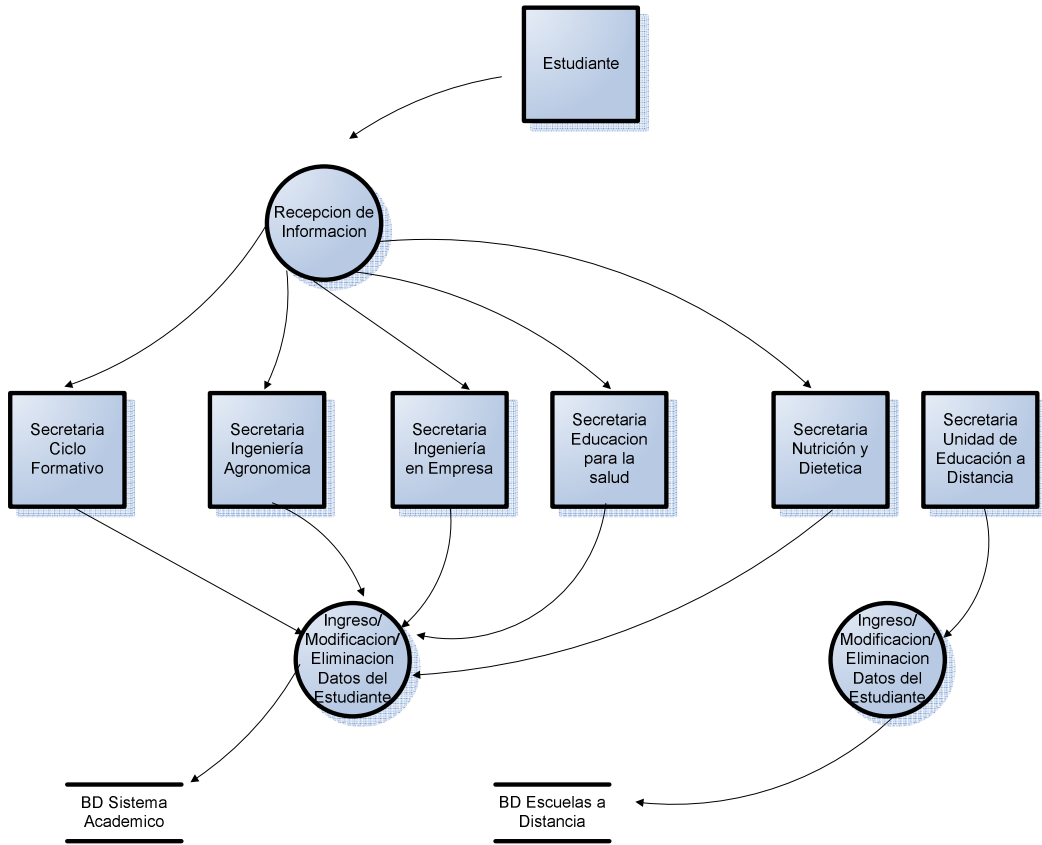 Estudiante
Recepcion de
Informacion
Secretaria
Ciclo
Formativo
Secretaria
Ingeniería
Agronomica
Secretaria
Ingeniería
en Empresa
Secretaria
Educacion
para la
salud
Secretaria
Nutrición y
Dietetica
Secretaria
Unidad de
Educación a
Distancia
Ingreso/
Modificacion/
Eliminacion
Datos del
Estudiante
Ingreso/
Modificacion/
Eliminacion
Datos del
Estudiante
BD Sistema
Academico
BD Escuelas a
Distancia